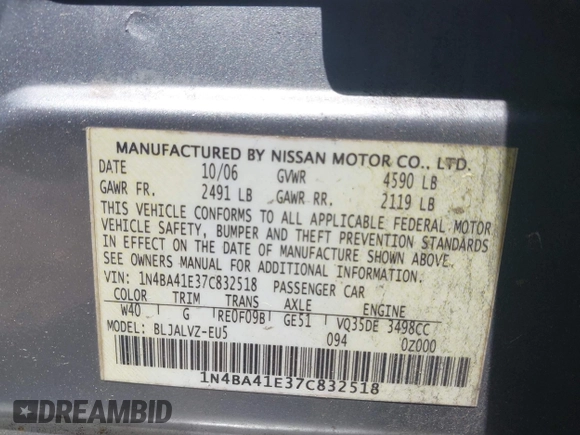 MANUFACTURED BY NISSAN MOTOR CO., LTD.
DATE 10/06 GVWR 4590 LB
GAWR FR. 2491 LB GAWR RR. 2119 LB
THIS VEHICLE CONFORMS TO ALL APPLICABLE FEDERAL MOTOR
VEHICLE SAFETY, BUMPER AND THEFT PREVENTION STANDARDS
IN EFFECT ON THE DATE OF MANUFACTURE SHOWN ABOVE.
SEE OWNERS MANUAL FOR ADDITIONAL INFORMATION.
VIN: 1N4BA41E37C832518 PASSENGER CAR
COLOR TRIM TRANS AXLE ENGINE
W40 G RE0F09B GE51 VQ35DE 3498CC
MODEL: BLJALVZ-EU5 094 0Z000
1N4BA41E37C832518
DREAMBID